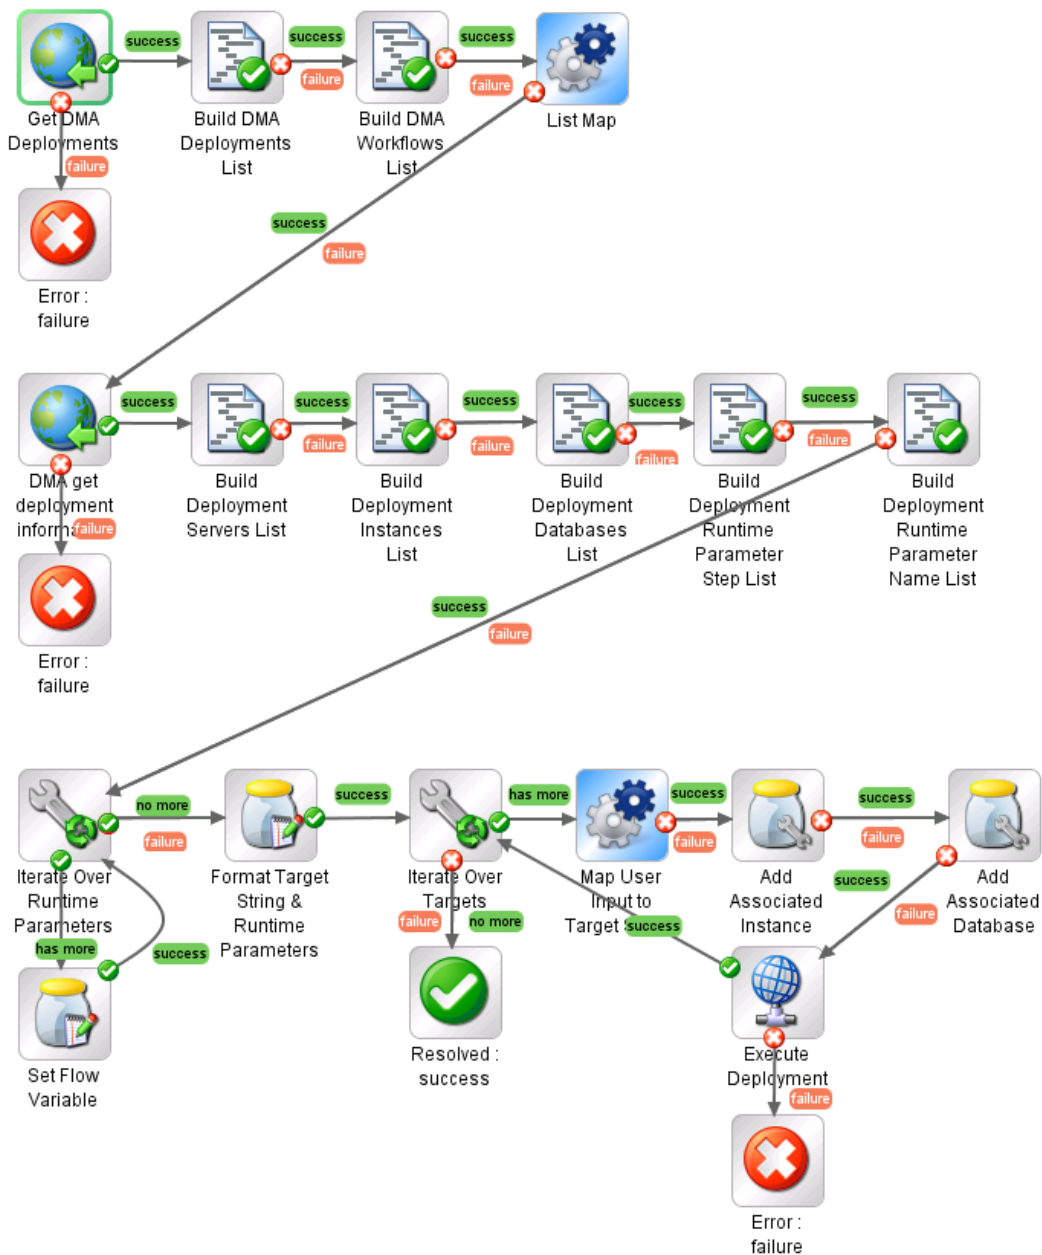 success
success
success
failure
failure
Get DMA
Deployments
Build DMA
Deployments
List
Build DMA
Workflows
List
List Map
failure
success
failure
Error :
failure
success
success
success
success
success
failure
failure
failure
failure
DMA get
deployment
failure
Build
Deployment
Servers List
Build
Deployment
Instances
List
Build
Deployment
Databases
List
Build
Deployment
Runtime
Parameter
Step List
Build
Deployment
Runtime
Parameter
Name List
success
failure
Error :
failure
no more
failure
success
has more
success
failure
success
failure
Iterate Over
Runtime
Parameters
Format Target
String &
Runtime
Parameters
Iterate Over
Targets
Map User
Input to
Target
Add
Associated
Instance
Add
Associated
Database
has more
success
failure
no more
success
success
failure
Set Flow
Variable
Resolved :
success
Execute
Deployment
failure
Error :
failure